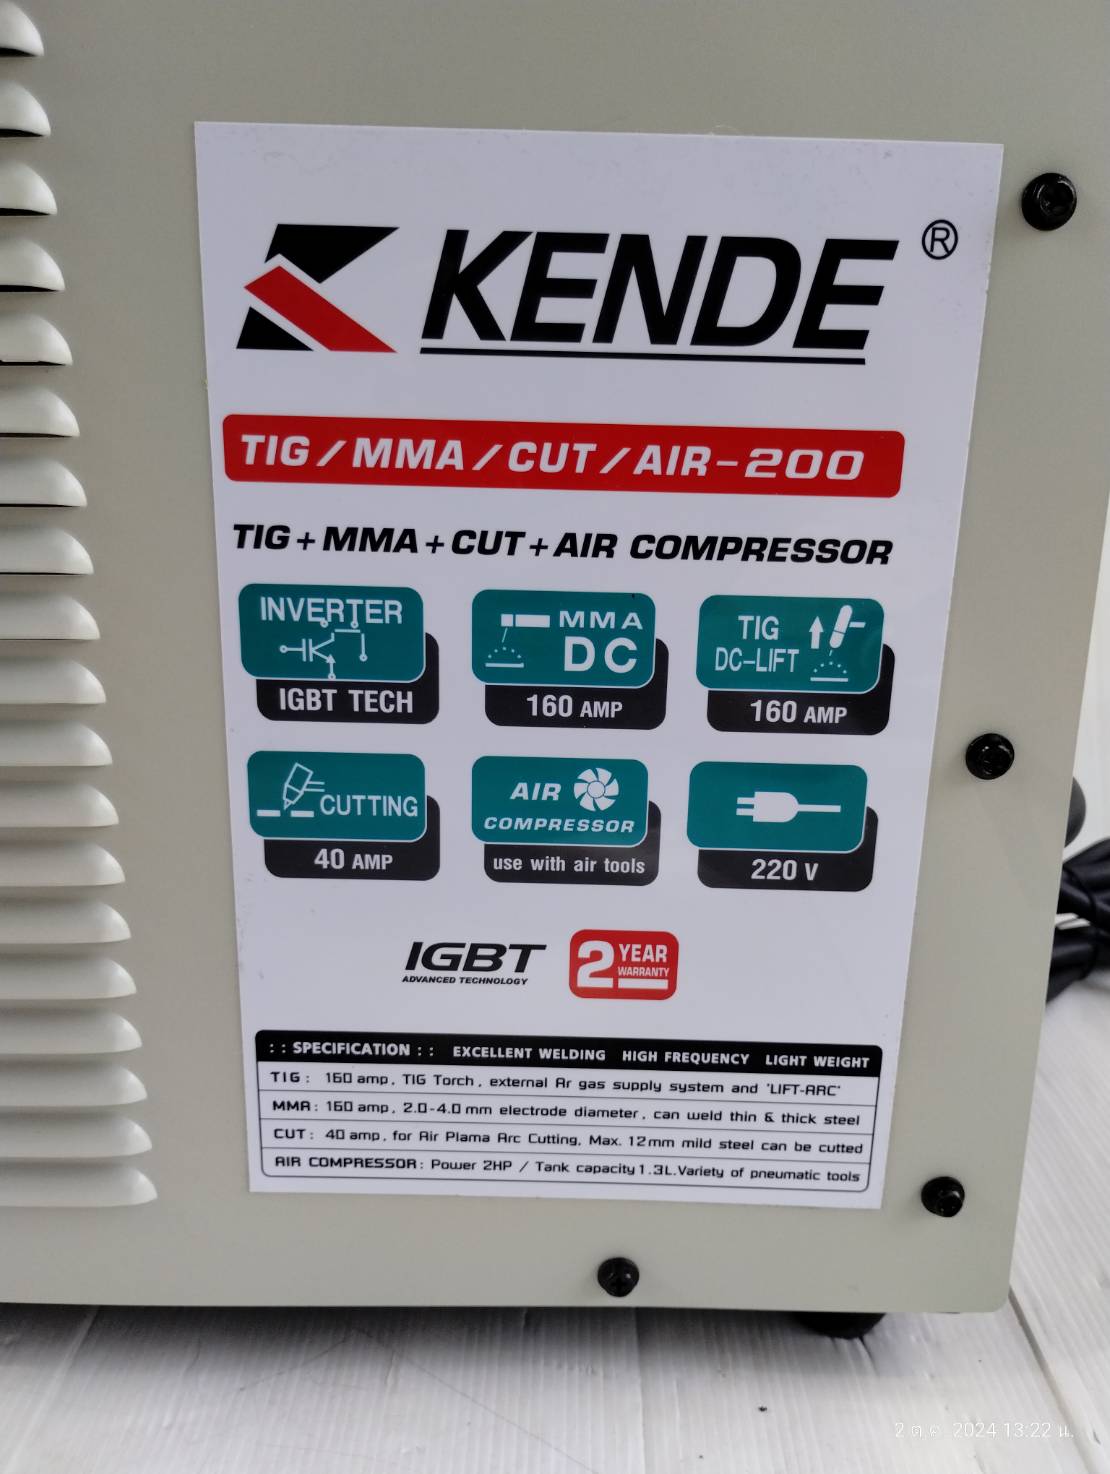 KENDE®
TIG/MMA/CUT/AIR-200
TIG+MMA+CUT+AIR COMPRESSOR
INVERTER
IGBT TECH
MMA
DC
160 AMP
TIG
DC-LIFT
160 AMP
CUTTING
40 AMP
AIR
COMPRESSOR
use with air tools
220 V
IGBT
ADVANCED TECHNOLOGY
2 YEAR
WARRANTY
:: SPECIFICATION :: EXCELLENT WELDING HIGH FREQUENCY LIGHT WEIGHT
TIG: 160 amp, TIG Torch, external Ar gas supply system and 'LIFT-ARC'
MMA: 160 amp, 2.0-4.0 mm electrode diameter, can weld thin & thick steel
CUT: 40 amp, for Air Plama Arc Cutting, Max. 12mm mild steel can be cutted
AIR COMPRESSOR: Power 2HP / Tank capacity 1.3L. Variety of pneumatic tools
2 ต.ค. 2024 13:22 น.